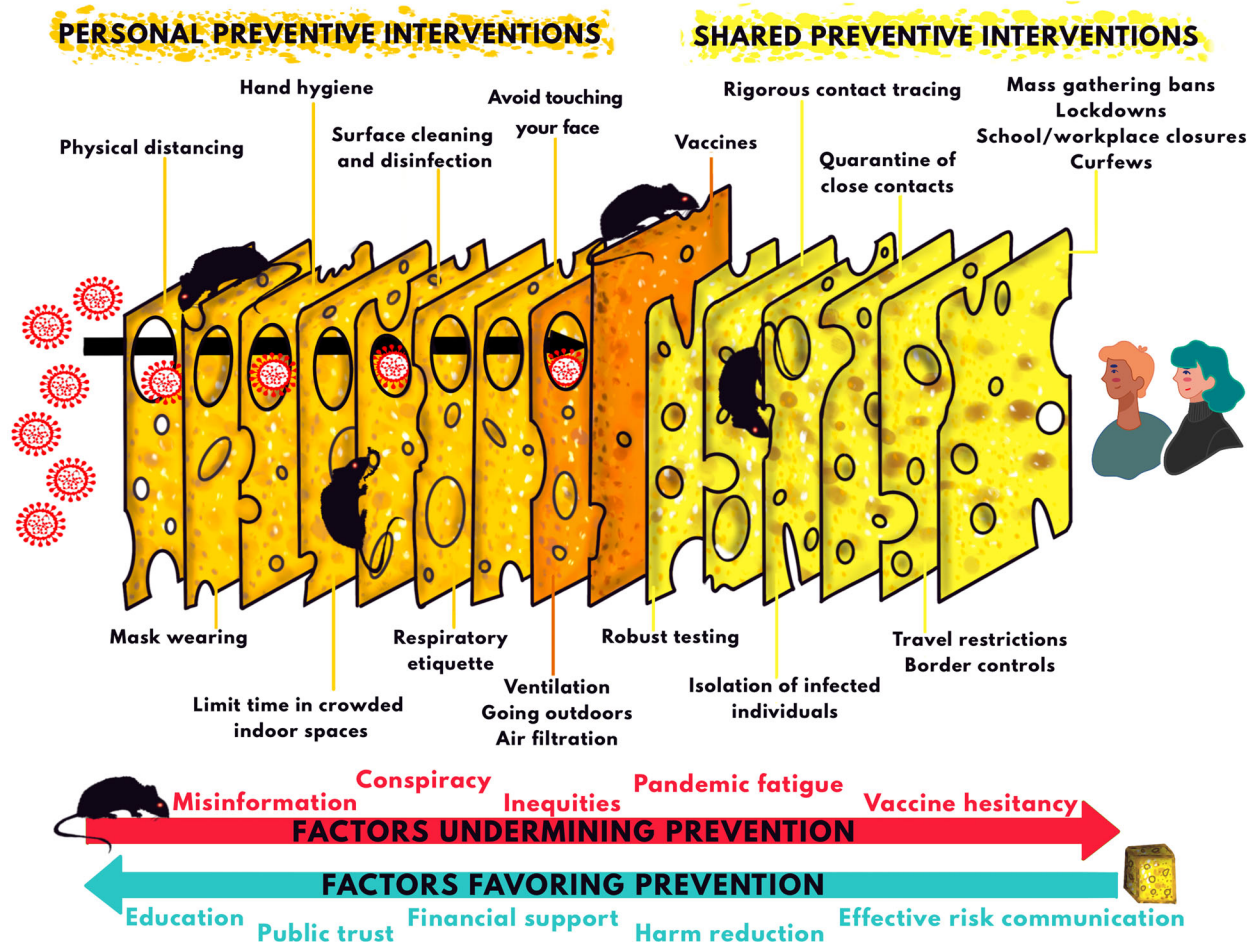 PERSONAL PREVENTIVE INTERVENTIONS
SHARED PREVENTIVE INTERVENTIONS
Physical distancing
Hand hygiene
Surface cleaning
and disinfection
Avoid touching
your face
Vaccines
Rigorous contact tracing
Quarantine of
close contacts
Mass gathering bans
Lockdowns
School/workplace closures
Curfews
Mask wearing
Limit time in crowded
indoor spaces
Respiratory
etiquette
Ventilation
Going outdoors
Air filtration
Robust testing
Isolation of infected
individuals
Travel restrictions
Border controls
Misinformation
Conspiracy
Inequities
Pandemic fatigue
Vaccine hesitancy
FACTORS UNDERMINING PREVENTION
FACTORS FAVORING PREVENTION
Education
Public trust
Financial support
Harm reduction
Effective risk communication